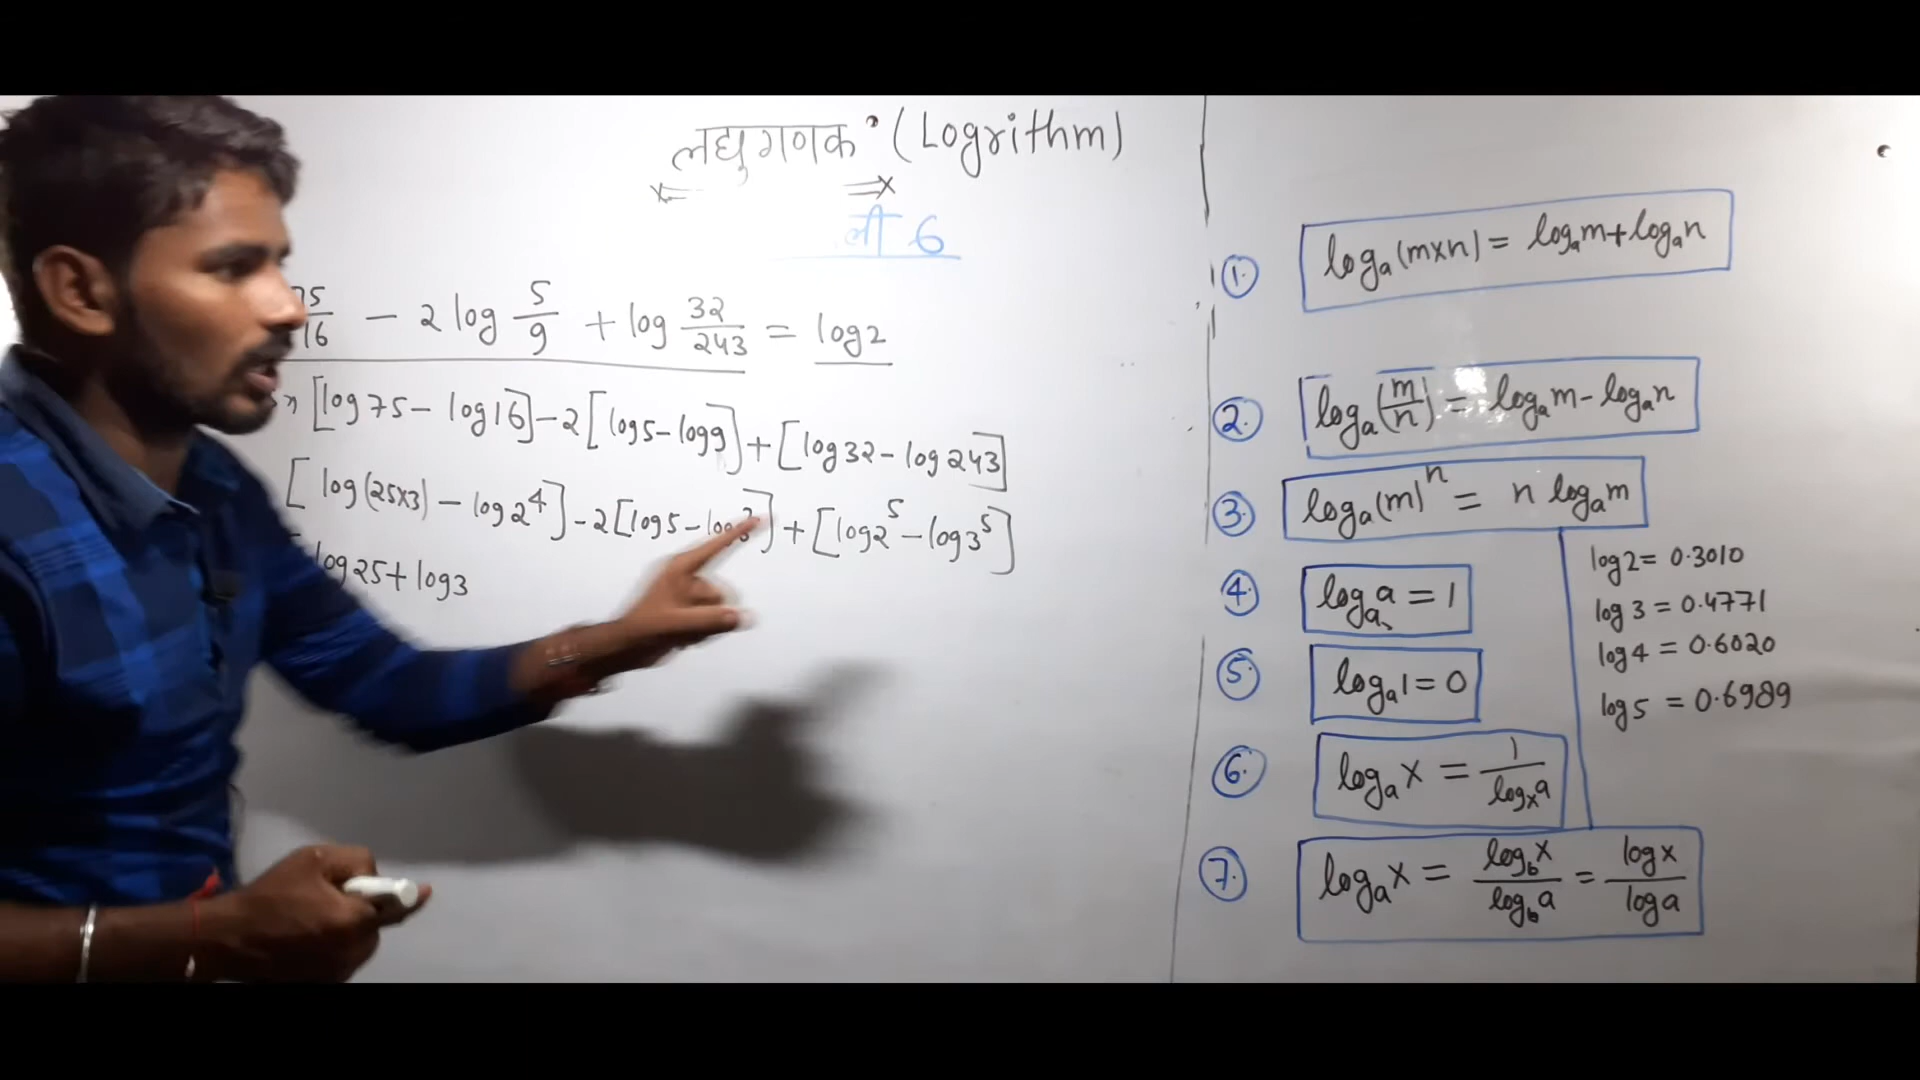 लघुगणक (Logrithm)
ली 6
75/16 - 2 log 5/9 + log 32/243 = log2
[log75 - log16] - 2[log5 - log9] + [log32 - log243]
[log(25x3) - log2⁴] - 2[log5 - log3²] + [log2⁵ - log3⁵]
log25 + log3
1. logₐ(m×n) = logₐm + logₐn
2. logₐ(m/n) = logₐm - logₐn
3. logₐ(m)ⁿ = n logₐm
4. logₐa = 1
5. logₐ1 = 0
6. logₐx = 1/logₓa
7. logₐx = log_b x/log_b a = logx/loga
log2 = 0.3010
log3 = 0.4771
log4 = 0.6020
log5 = 0.6989